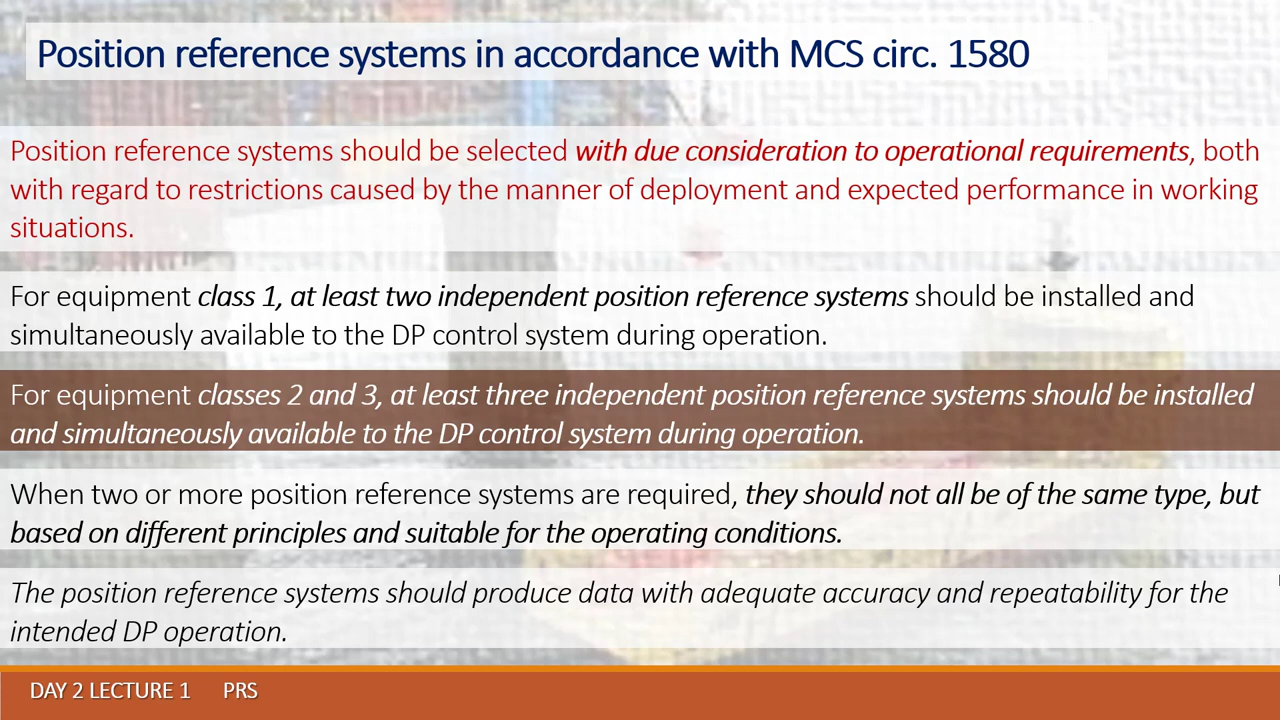 Position reference systems in accordance with MCS circ. 1580
Position reference systems should be selected with due consideration to operational requirements, both
with regard to restrictions caused by the manner of deployment and expected performance in working
situations.
For equipment class 1, at least two independent position reference systems should be installed and
simultaneously available to the DP control system during operation.
For equipment classes 2 and 3, at least three independent position reference systems should be installed
and simultaneously available to the DP control system during operation.
When two or more position reference systems are required, they should not all be of the same type, but
based on different principles and suitable for the operating conditions.
The position reference systems should produce data with adequate accuracy and repeatability for the
intended DP operation.
DAY 2 LECTURE 1 PRS